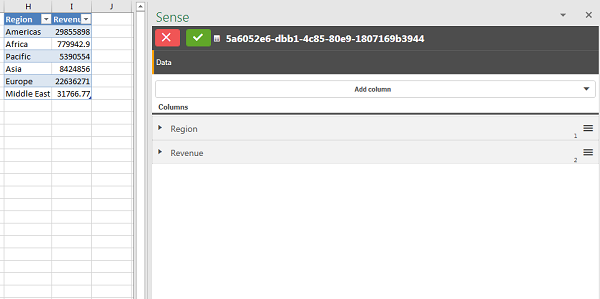 H I J
Region Revenu
Americas 29855898
Africa 779942.9
Pacific 5390554
Asia 8424856
Europe 22636271
Middle East 31766.77
Sense
5a6052e6-dbb1-4c85-80e9-1807169b3944
Data
Add column
Columns
Region 1
Revenue 2